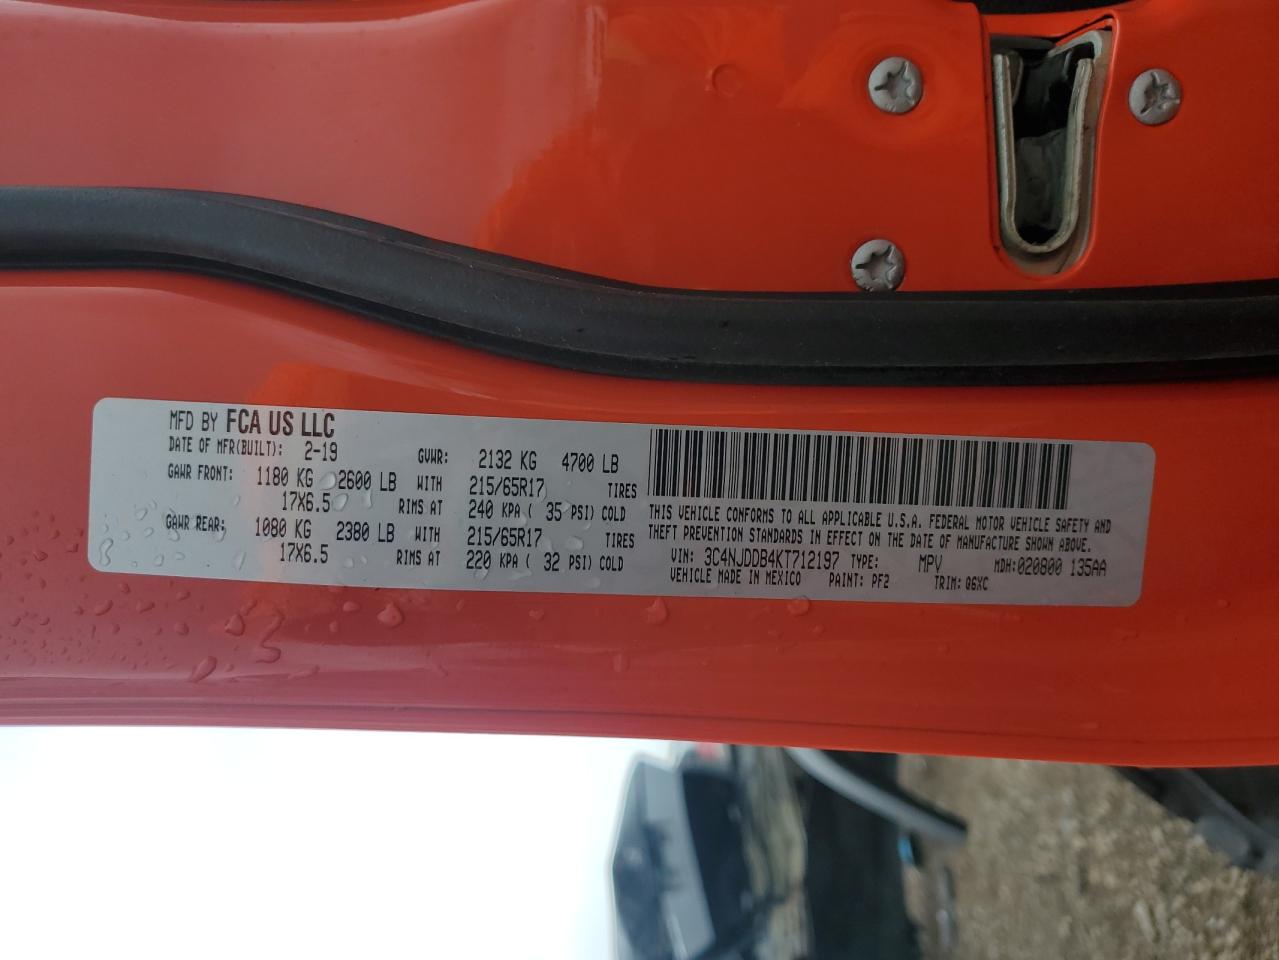 MFD BY FCA US LLC
DATE OF MFR(BUILT): 2-19 GVWR: 2132 KG 4700 LB
GAWR FRONT: 1180 KG 2600 LB WITH 215/65R17 TIRES
17X6.5 RIMS AT 240 KPA ( 35 PSI) COLD
GAWR REAR: 1080 KG 2380 LB WITH 215/65R17 TIRES
17X6.5 RIMS AT 220 KPA ( 32 PSI) COLD
THIS VEHICLE CONFORMS TO ALL APPLICABLE U.S.A. FEDERAL MOTOR VEHICLE SAFETY AND
THEFT PREVENTION STANDARDS IN EFFECT ON THE DATE OF MANUFACTURE SHOWN ABOVE.
VIN: 3C4NJDDB4KT712197 TYPE: MPV MDH:020800 135AA
VEHICLE MADE IN MEXICO PAINT: PF2 TRIM: Q6XC